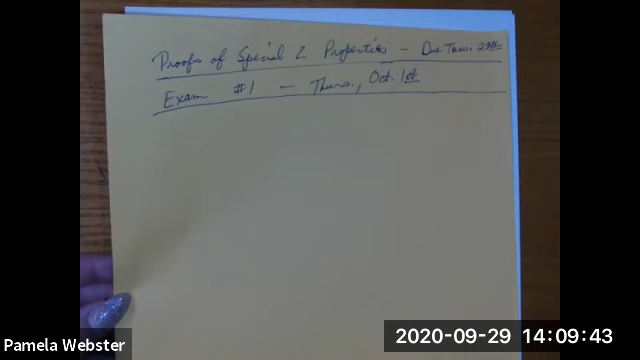 Proofs of Special 2 Properties - Due Tues. 29th
Exam #1 - Thurs., Oct. 1st
Pamela Webster
2020-09-29 14:09:43